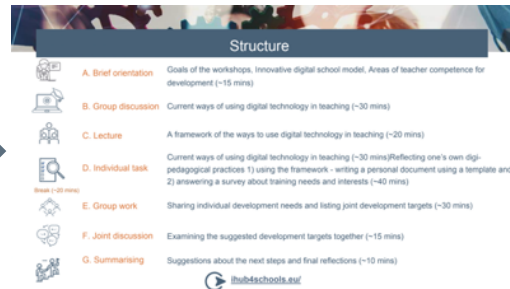 Structure
A. Brief orientation
Goals of the workshops, Innovative digital school model, Areas of teacher competence for
development (~15 mins)
B. Group discussion
Current ways of using digital technology in teaching (~30 mins)
C. Lecture
A framework of the ways to use digital technology in teaching (~20 mins)
D. Individual task
Current ways of using digital technology in teaching (~30 mins)Reflecting one's own digi-
pedagogical practices 1) using the framework - writing a personal document using a template and
2) answering a survey about training needs and interests (~40 mins)
Break (~20 mins)
E. Group work
Sharing individual development needs and listing joint development targets (~30 mins)
F. Joint discussion
Examining the suggested development targets together (~15 mins)
G. Summarising
Suggestions about the next steps and final reflections (~10 mins)
ihub4schools.eu/